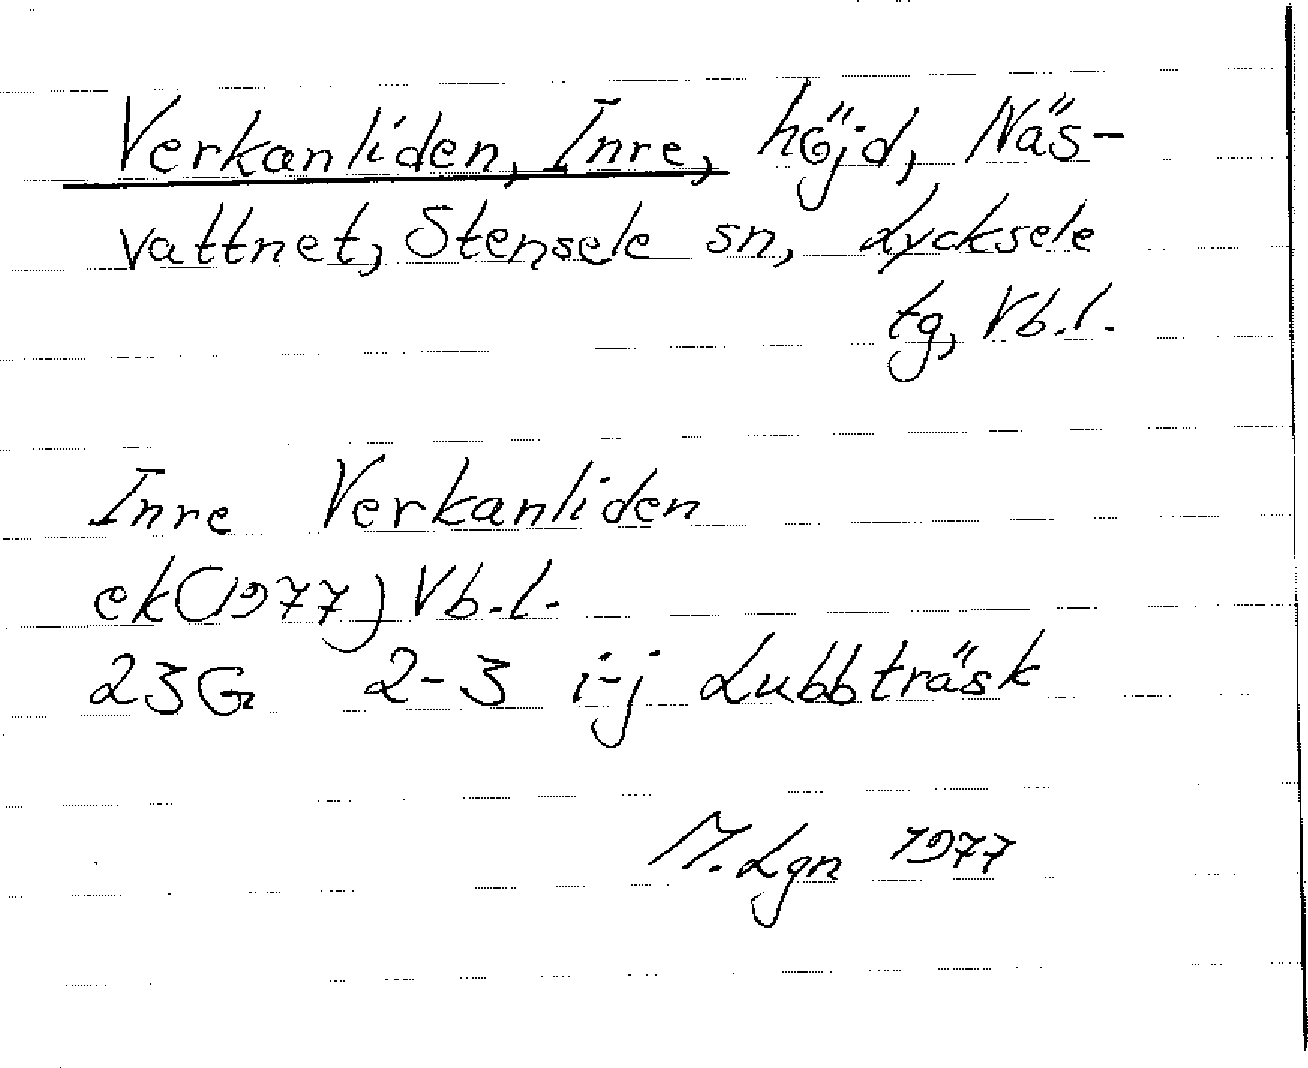 Verkanliden, Inre, höjd, Näs-
vattnet, Stensele sn, Lycksele
tg, Vb.l.
Inre Verkanliden
ek(1977) Vb.l.
23G 2-3 i-j Lubbträsk
M. Lgn 1977